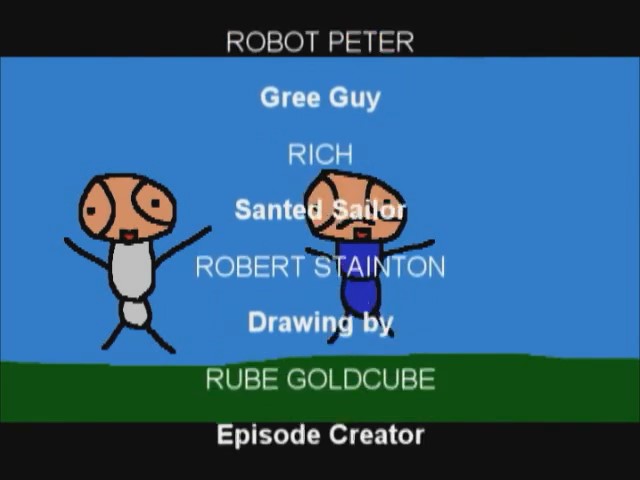 ROBOT PETER
Gree Guy
RICH
Santed Sailor
ROBERT STAINTON
Drawing by
RUBE GOLDCUBE
Episode Creator